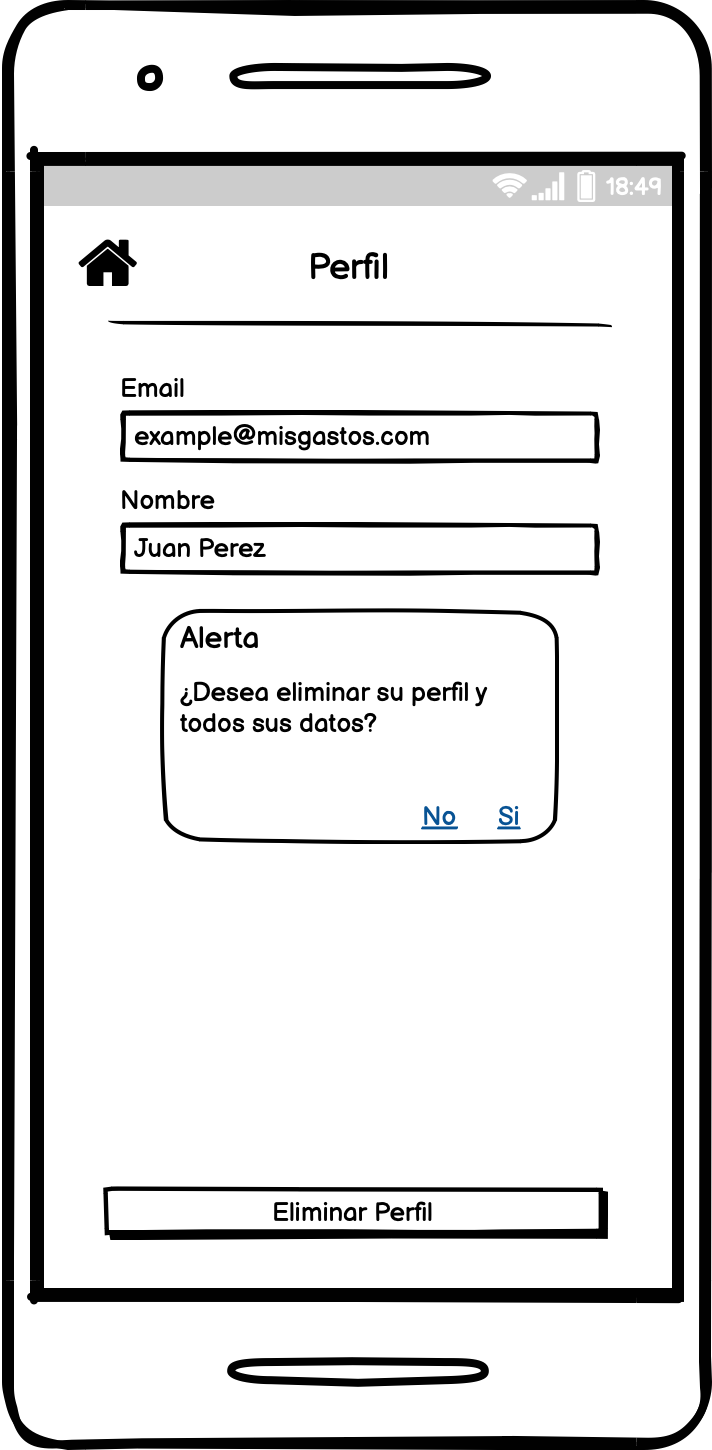 18:49
Perfil
Email
example@misgastos.com
Nombre
Juan Perez
Alerta
¿Desea eliminar su perfil y
todos sus datos?
No Si
Eliminar Perfil